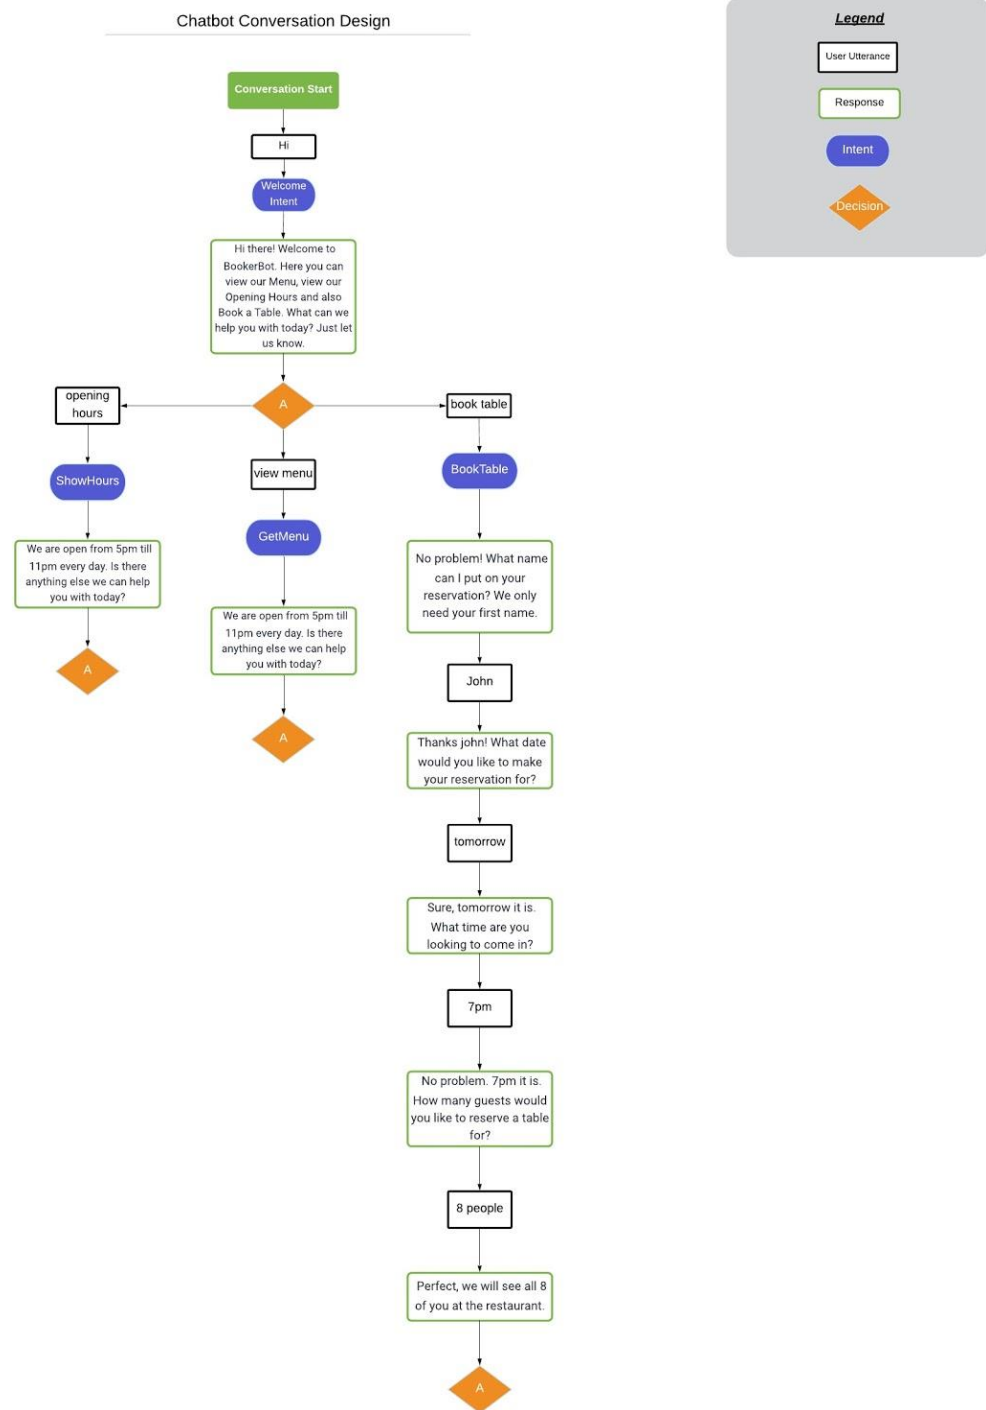 Chatbot Conversation Design
Legend
User Utterance
Response
Intent
Decision
Conversation Start
Hi
Welcome
Intent
Hi there! Welcome to
BookerBot. Here you can
view our Menu, view our
Opening Hours and also
Book a Table. What can we
help you with today? Just let
us know.
A
opening
hours
ShowHours
We are open from 5pm till
11pm every day. Is there
anything else we can help
you with today?
A
view menu
GetMenu
We are open from 5pm till
11pm every day. Is there
anything else we can help
you with today?
A
book table
BookTable
No problem! What name
can I put on your
reservation? We only
need your first name.
John
Thanks john! What date
would you like to make
your reservation for?
tomorrow
Sure, tomorrow it is.
What time are you
looking to come in?
7pm
No problem. 7pm it is.
How many guests would
you like to reserve a table
for?
8 people
Perfect, we will see all 8
of you at the restaurant.
A